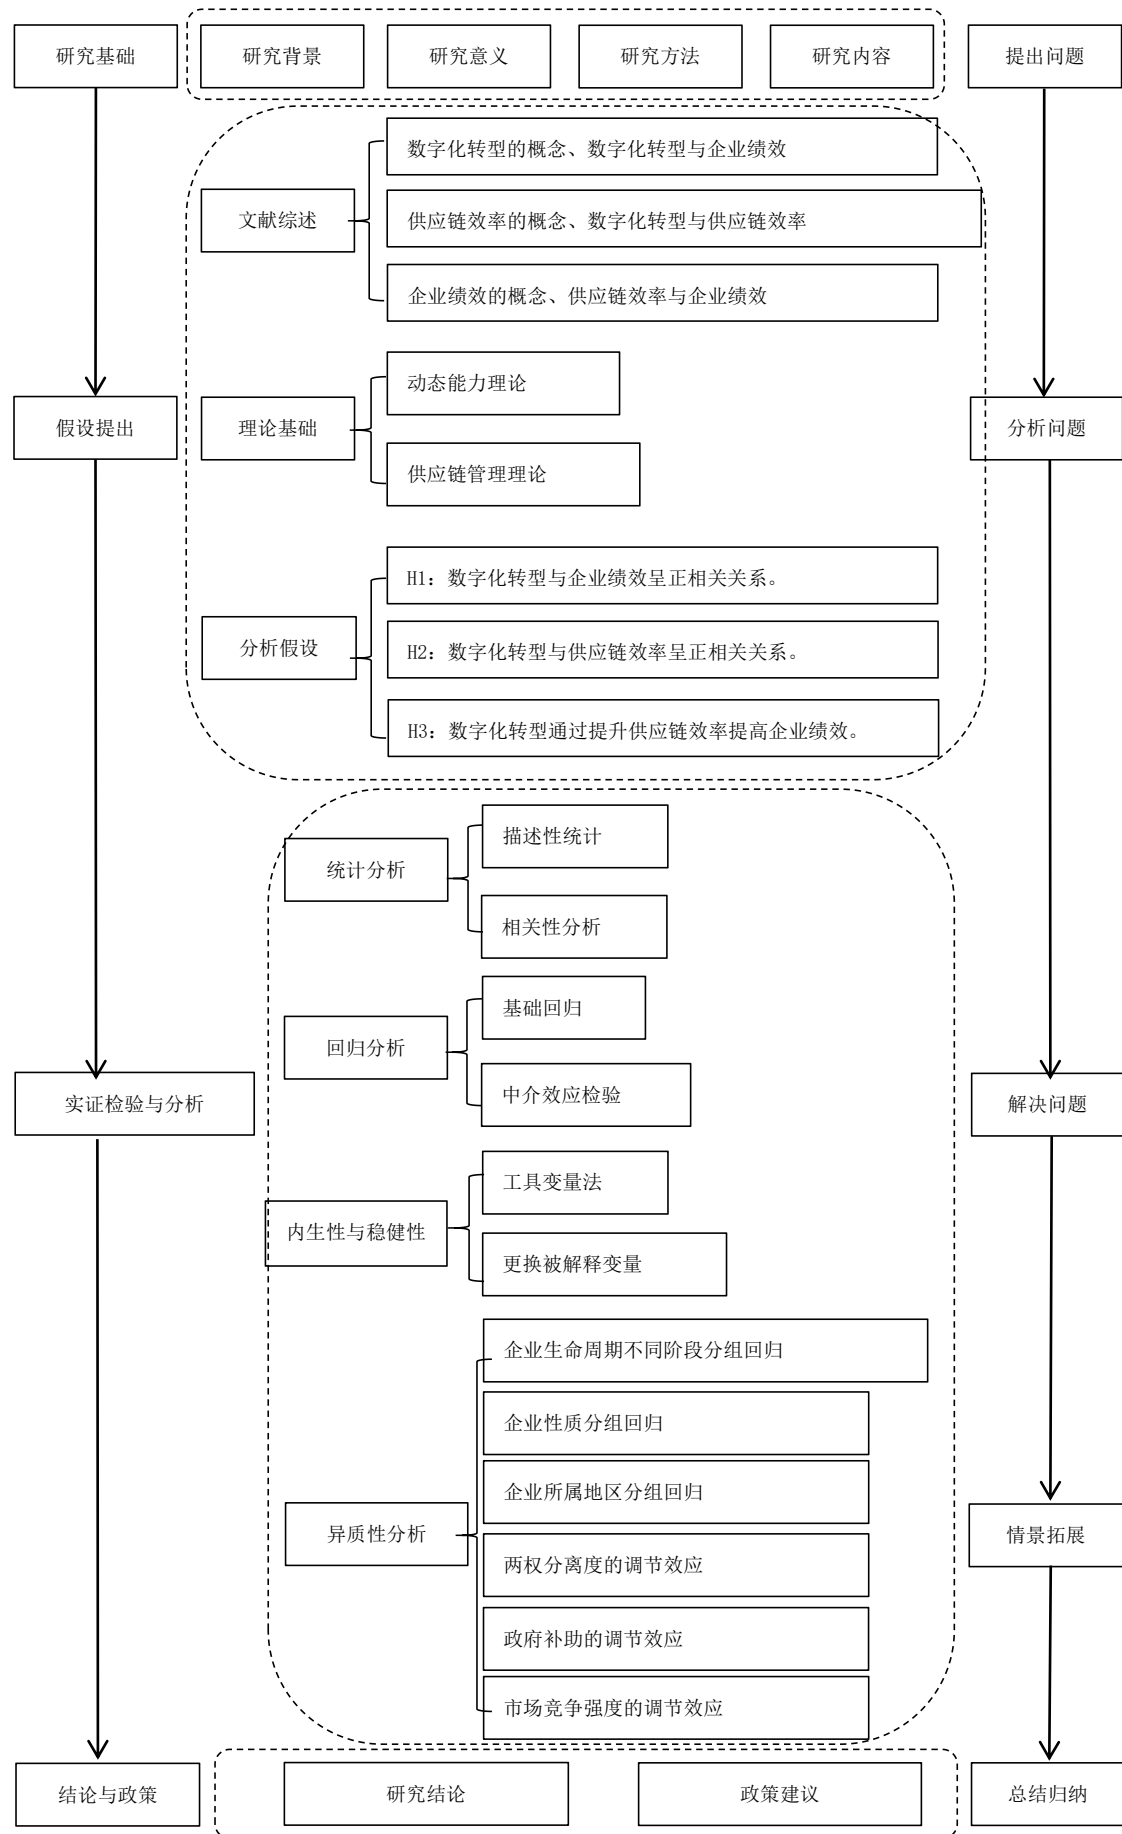 研究基础
研究背景
研究意义
研究方法
研究内容
提出问题
数字化转型的概念、数字化转型与企业绩效
文献综述
供应链效率的概念、数字化转型与供应链效率
企业绩效的概念、供应链效率与企业绩效
动态能力理论
假设提出
理论基础
分析问题
供应链管理理论
H1：数字化转型与企业绩效呈正相关关系。
分析假设
H2：数字化转型与供应链效率呈正相关关系。
H3：数字化转型通过提升供应链效率提高企业绩效。
描述性统计
统计分析
相关性分析
基础回归
回归分析
中介效应检验
实证检验与分析
解决问题
工具变量法
内生性与稳健性
更换被解释变量
企业生命周期不同阶段分组回归
企业性质分组回归
企业所属地区分组回归
异质性分析
情景拓展
两权分离度的调节效应
政府补助的调节效应
市场竞争强度的调节效应
结论与政策
研究结论
政策建议
总结归纳